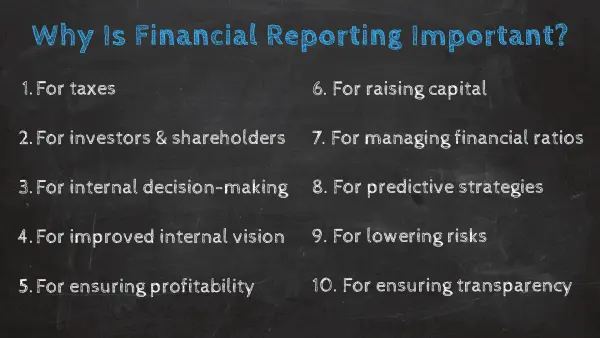 Why Is Financial Reporting Important?
1. For taxes
2. For investors & shareholders
3. For internal decision-making
4. For improved internal vision
5. For ensuring profitability
6. For raising capital
7. For managing financial ratios
8. For predictive strategies
9. For lowering risks
10. For ensuring transparency